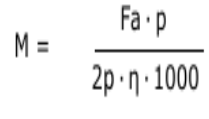 Fa · p
M =
2p · η · 1000